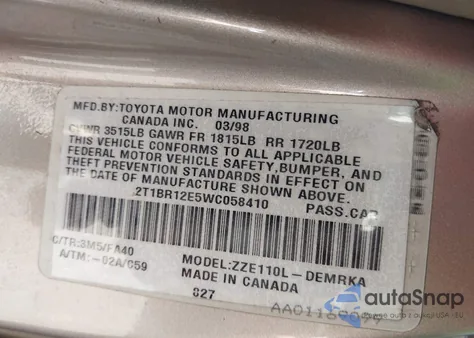 MFD.BY:TOYOTA MOTOR MANUFACTURING
CANADA INC. 03/98
GVWR 3515LB GAWR FR 1815LB RR 1720LB
THIS VEHICLE CONFORMS TO ALL APPLICABLE
FEDERAL MOTOR VEHICLE SAFETY,BUMPER, AND
THEFT PREVENTION STANDARDS IN EFFECT ON
THE DATE OF MANUFACTURE SHOWN ABOVE.
2T1BR12E5WC058410 PASS.CAR
C/TR:3M5/FA40 MODEL:ZZE110L-DEMRKA
A/TM:-02A/C59 MADE IN CANADA
027
autoSnap